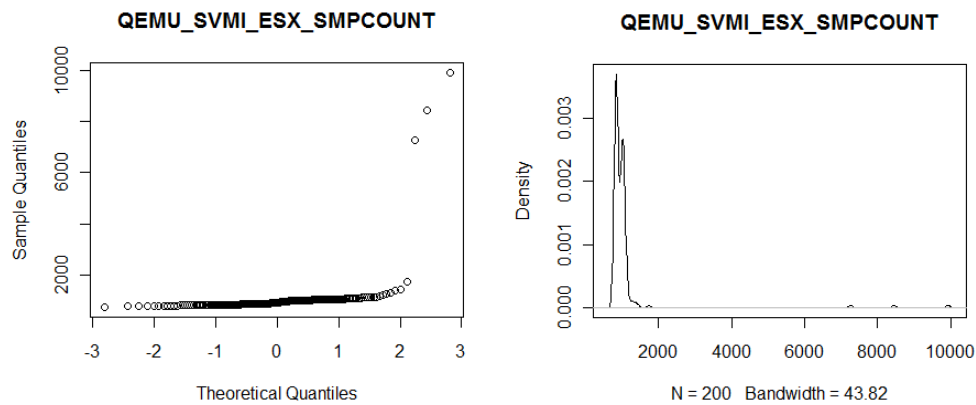 QEMU_SVMI_ESX_SMPCOUNT
Sample Quantiles
10000
6000
2000
-3 -2 -1 0 1 2 3
Theoretical Quantiles
QEMU_SVMI_ESX_SMPCOUNT
Density
0.003
0.002
0.001
0.000
2000 4000 6000 8000 10000
N = 200 Bandwidth = 43.82